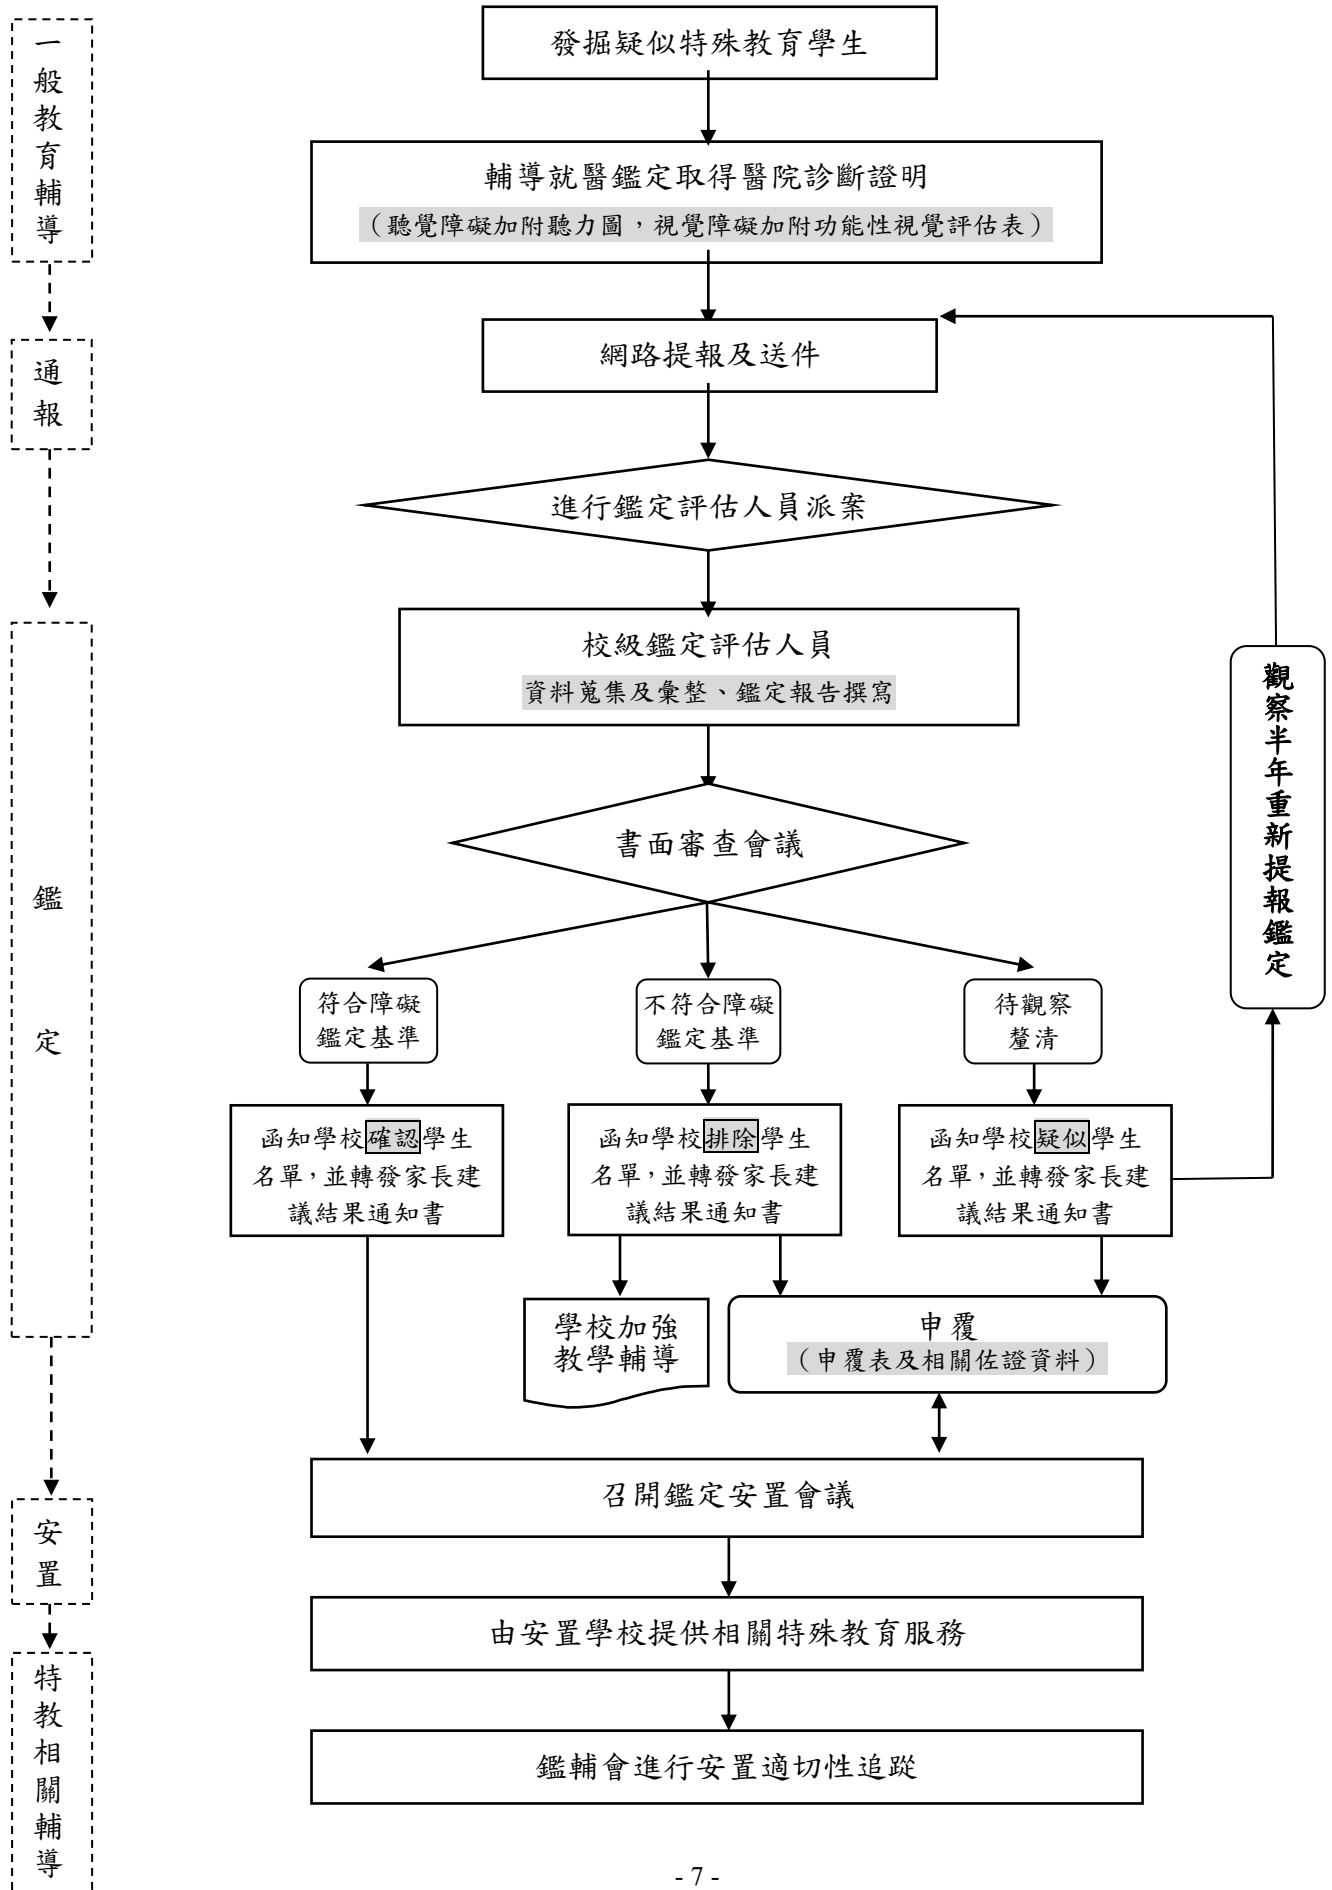 一般教育輔導
通報
鑑定
安置
特教相關輔導
發掘疑似特殊教育學生
輔導就醫鑑定取得醫院診斷證明
（聽覺障礙加附聽力圖，視覺障礙加附功能性視覺評估表）
網路提報及送件
進行鑑定評估人員派案
校級鑑定評估人員
資料蒐集及彙整、鑑定報告撰寫
書面審查會議
觀察半年重新提報鑑定
符合障礙
鑑定基準
不符合障礙
鑑定基準
待觀察
釐清
函知學校確認學生
名單，並轉發家長建
議結果通知書
函知學校排除學生
名單，並轉發家長建
議結果通知書
函知學校疑似學生
名單，並轉發家長建
議結果通知書
學校加強
教學輔導
申覆
（申覆表及相關佐證資料）
召開鑑定安置會議
由安置學校提供相關特殊教育服務
鑑輔會進行安置適切性追蹤
- 7 -